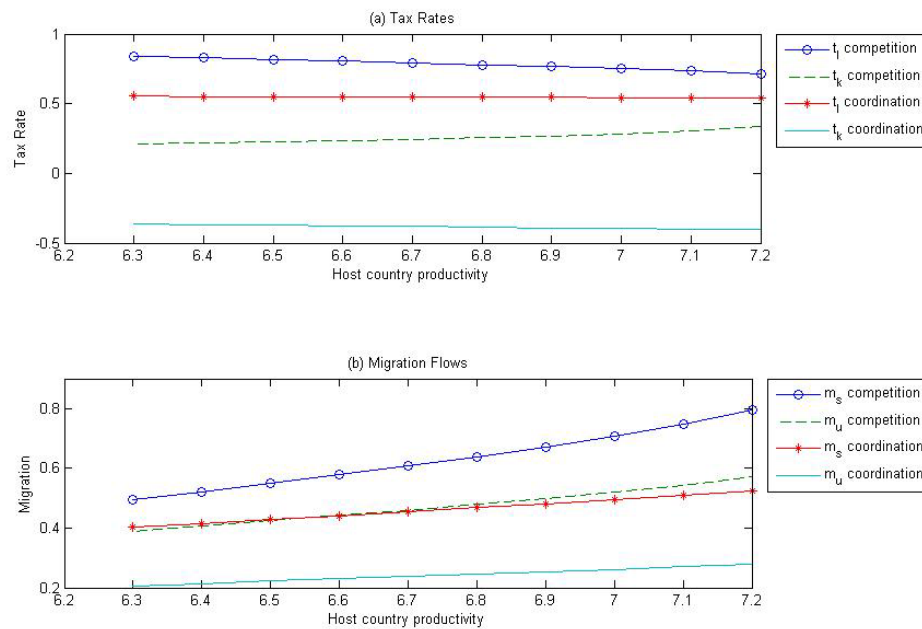 (a) Tax Rates
1
0.5
0
-0.5
Tax Rate
6.2 6.3 6.4 6.5 6.6 6.7 6.8 6.9 7 7.1 7.2
Host country productivity
t_l competition
t_k competition
t_l coordination
t_k coordination
(b) Migration Flows
0.8
0.6
0.4
0.2
Migration
6.2 6.3 6.4 6.5 6.6 6.7 6.8 6.9 7 7.1 7.2
Host country productivity
m_s competition
m_u competition
m_s coordination
m_u coordination